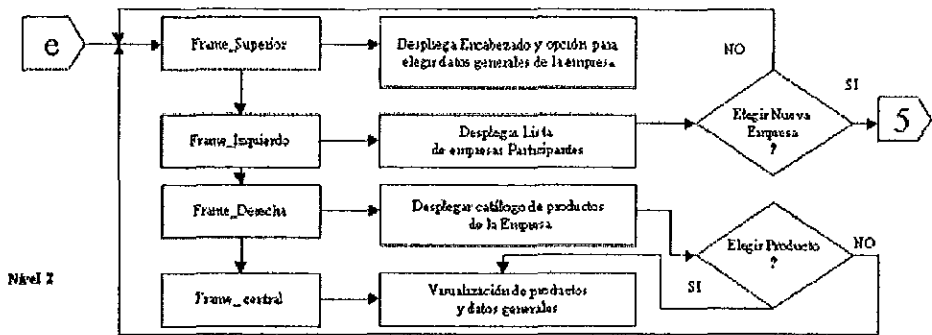 e
Frame_Superior
Despliega Encabezado y opción para
elegir datos generales de la empresa
NO
SI
Elegir Nueva
Empresa
?
5
Frame_Izquierdo
Desplegar Lista
de empresas Participantes
Frame_Derecha
Desplegar catálogo de productos
de la Empresa
Elegir Producto
?
NO
SI
Nivel 2
Frame_central
Visualización de productos
y datos generales